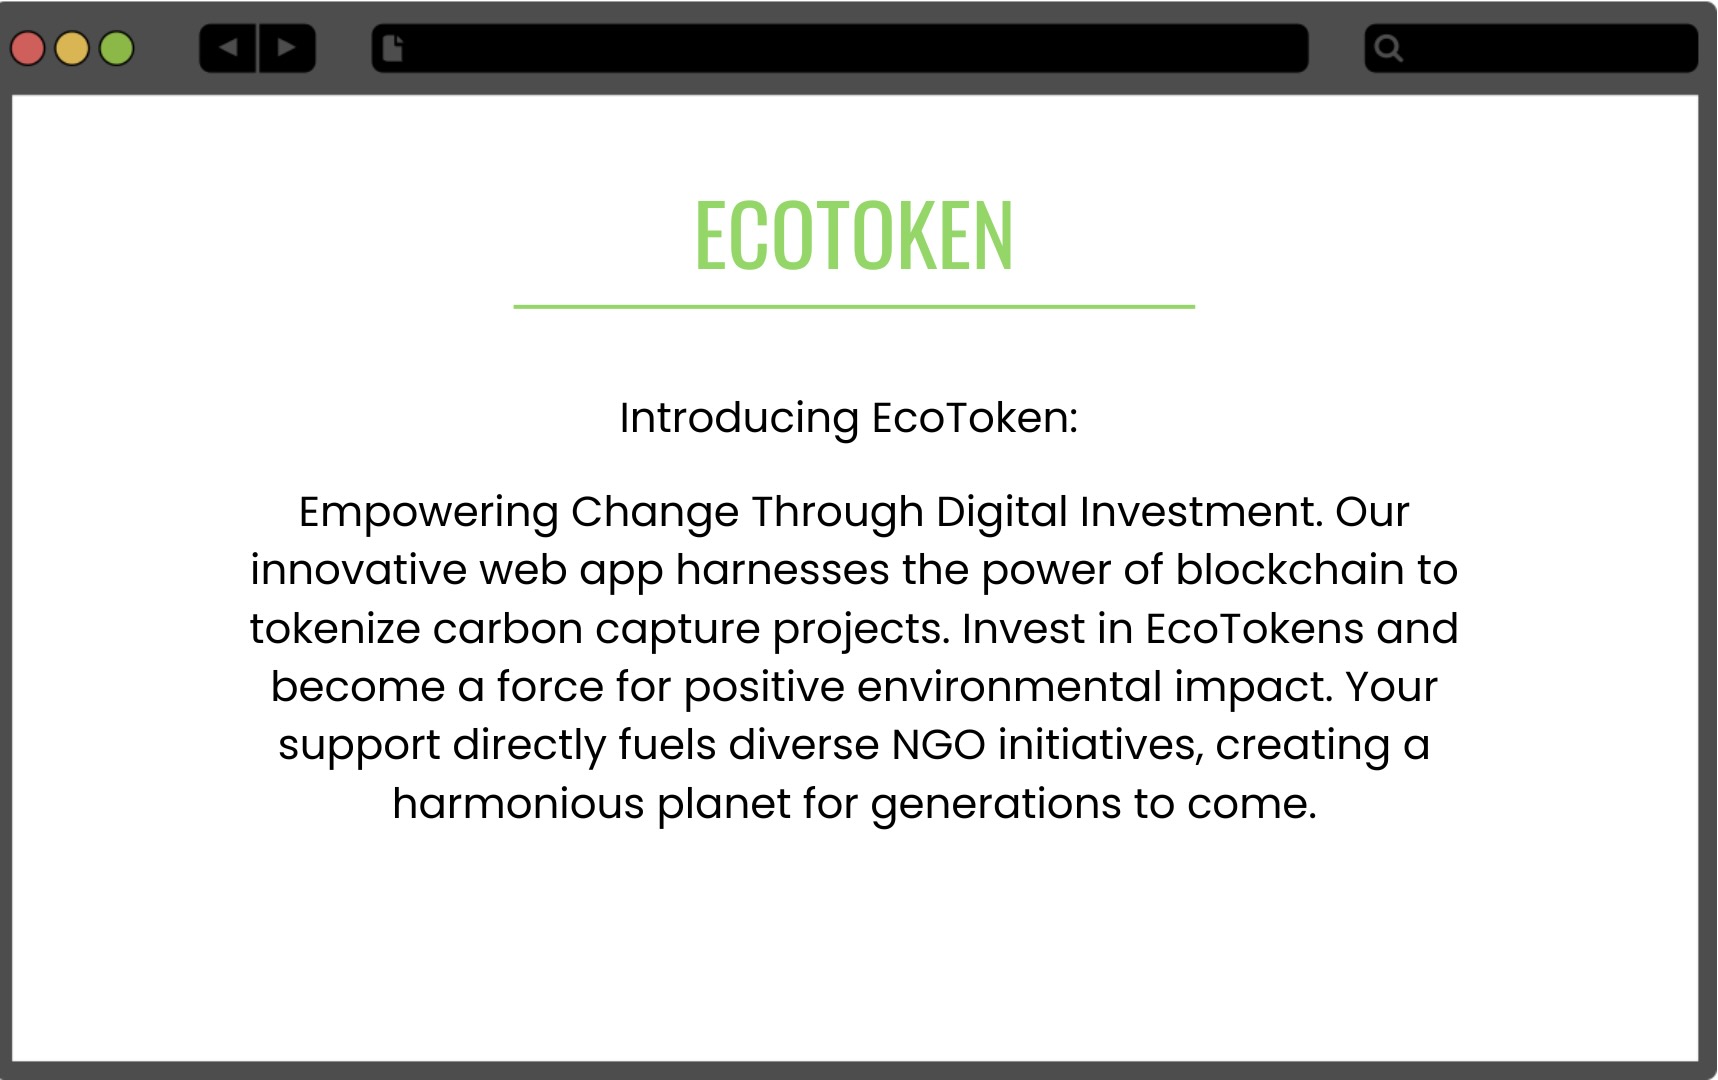 ECOTOKEN
Introducing EcoToken:
Empowering Change Through Digital Investment. Our
innovative web app harnesses the power of blockchain to
tokenize carbon capture projects. Invest in EcoTokens and
become a force for positive environmental impact. Your
support directly fuels diverse NGO initiatives, creating a
harmonious planet for generations to come.